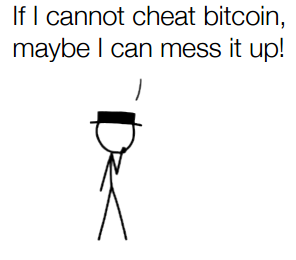 If I cannot cheat bitcoin,
maybe I can mess it up!